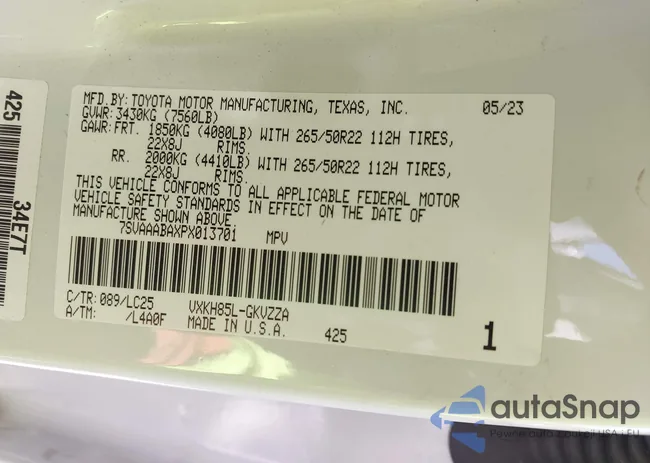 MFD. BY: TOYOTA MOTOR MANUFACTURING, TEXAS, INC. 05/23
GVWR: 3430KG (7560LB)
GAWR: FRT. 1850KG (4080LB) WITH 265/50R22 112H TIRES,
22X8J RIMS.
RR. 2000KG (4410LB) WITH 265/50R22 112H TIRES,
22X8J RIMS.
THIS VEHICLE CONFORMS TO ALL APPLICABLE FEDERAL MOTOR
VEHICLE SAFETY STANDARDS IN EFFECT ON THE DATE OF
MANUFACTURE SHOWN ABOVE.
7SVAAABAXPX013701 MPV
C/TR: 089/LC25 VXKH85L-GKVZZA
A/TM: /L4A0F MADE IN U.S.A. 425 1
425 34E7T
autaSnap